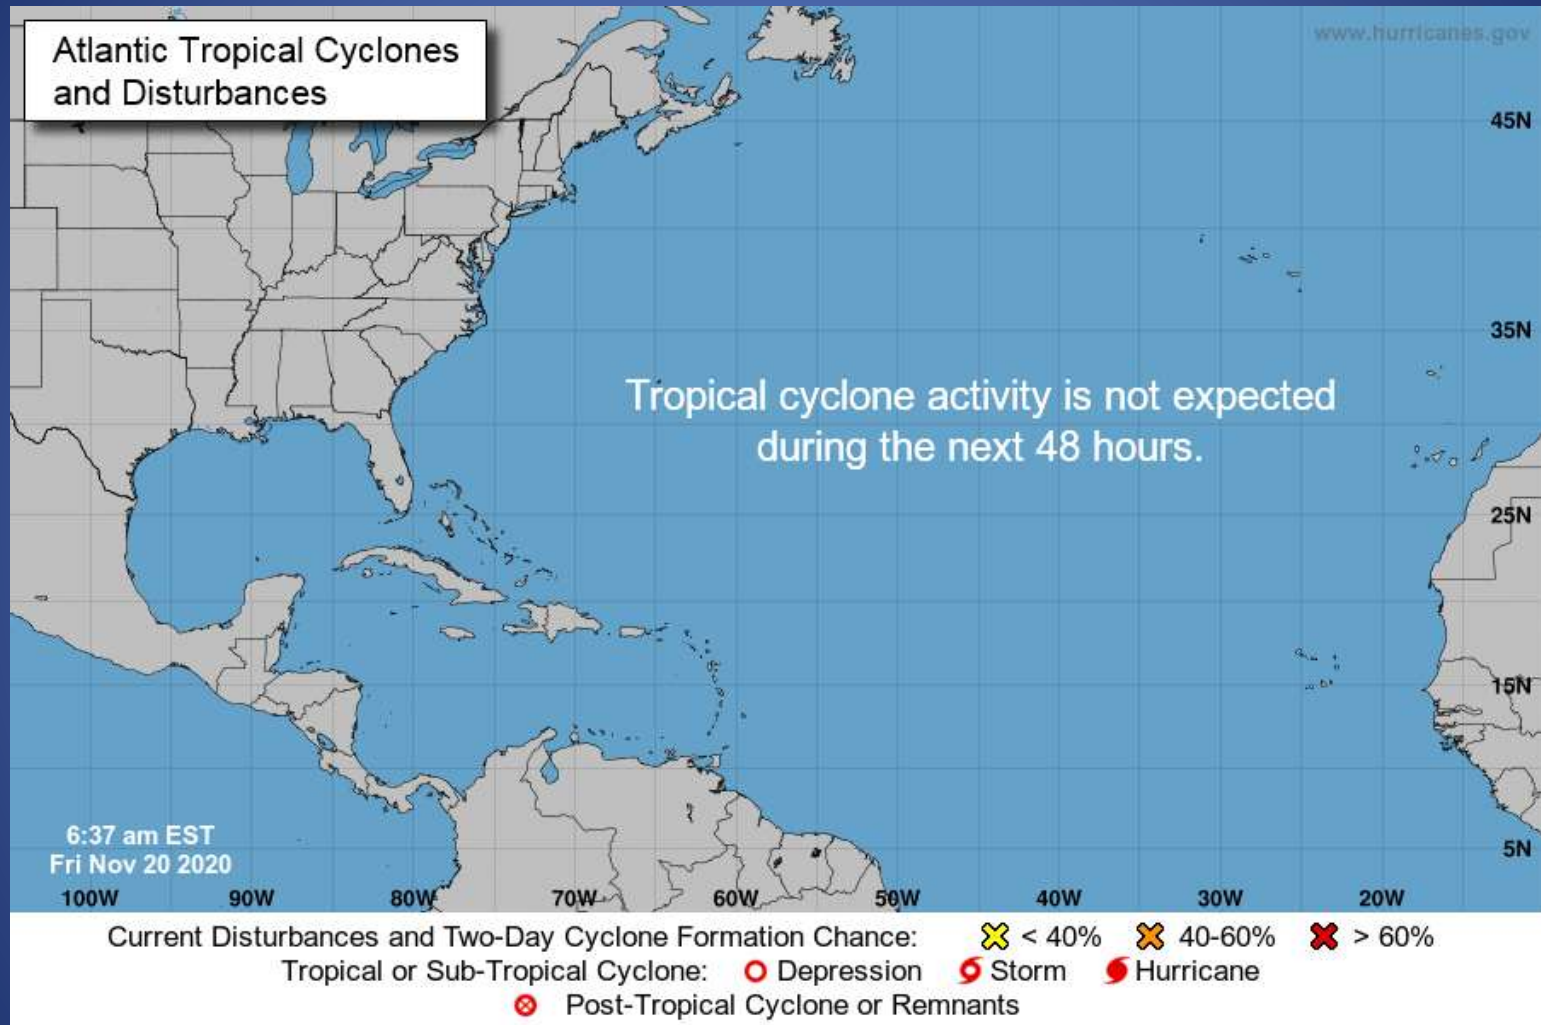 Atlantic Tropical Cyclones
and Disturbances
www.hurricanes.gov
45N
35N
Tropical cyclone activity is not expected
during the next 48 hours.
25N
15N
6:37 am EST
Fri Nov 20 2020
5N
100W 90W 80W 70W 60W 50W 40W 30W 20W
Current Disturbances and Two-Day Cyclone Formation Chance: < 40% 40-60% > 60%
Tropical or Sub-Tropical Cyclone: Depression Storm Hurricane
Post-Tropical Cyclone or Remnants